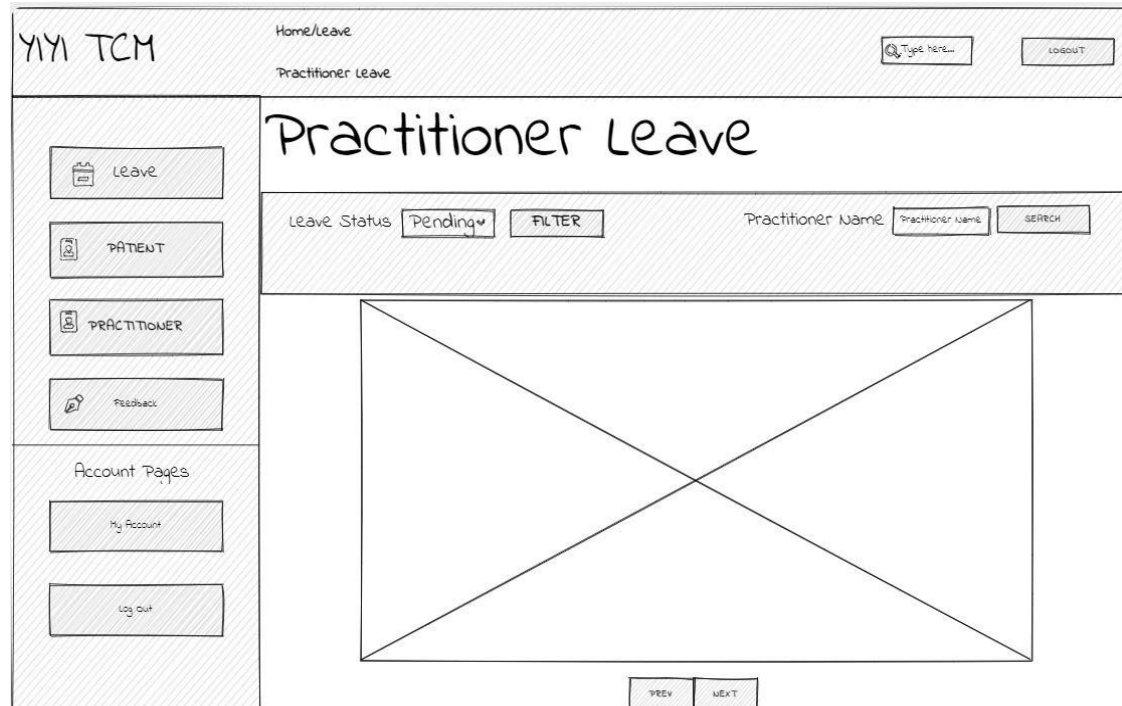 YIYI TCM
Home/Leave
Practitioner Leave
Type here...
LOGOUT
Leave
PATIENT
PRACTITIONER
Feedback
Account Pages
My Account
Log Out
Practitioner Leave
Leave Status
Pending
FILTER
Practitioner Name
Practitioner Name
SEARCH
PREV
NEXT